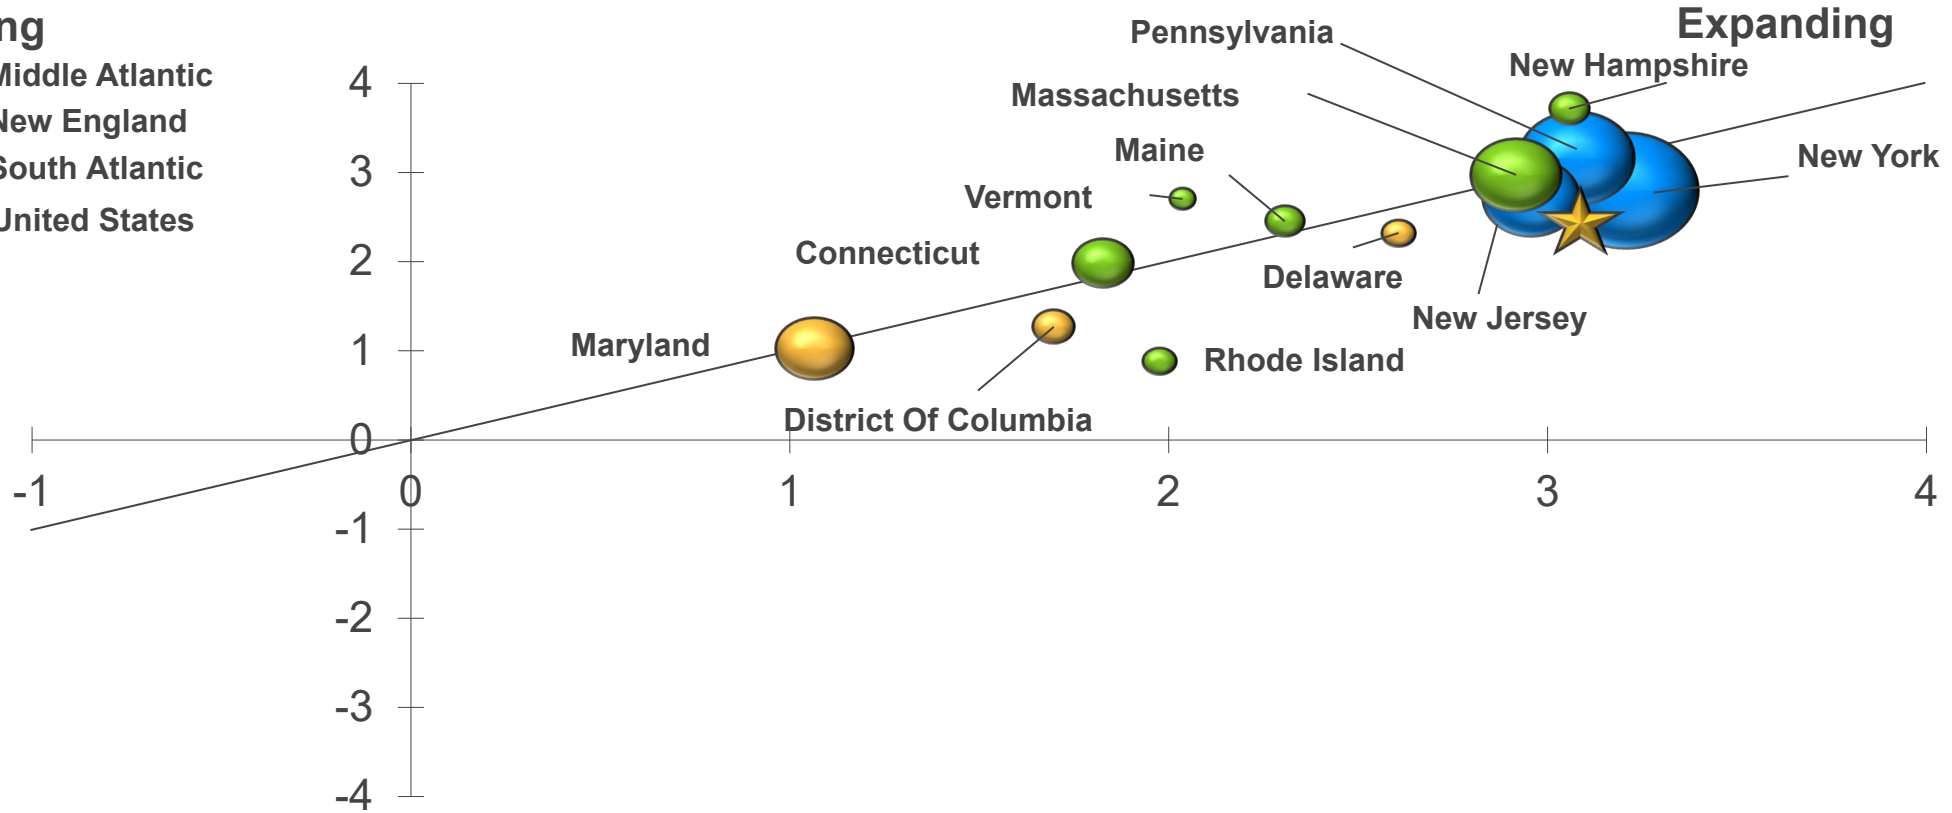 ng
Expanding
Middle Atlantic
New England
South Atlantic
United States
Pennsylvania
New Hampshire
Massachusetts
Maine
New York
Vermont
Connecticut
Delaware
New Jersey
Maryland
Rhode Island
District Of Columbia
4
3
2
1
0
-1
-2
-3
-4
-1
0
1
2
3
4